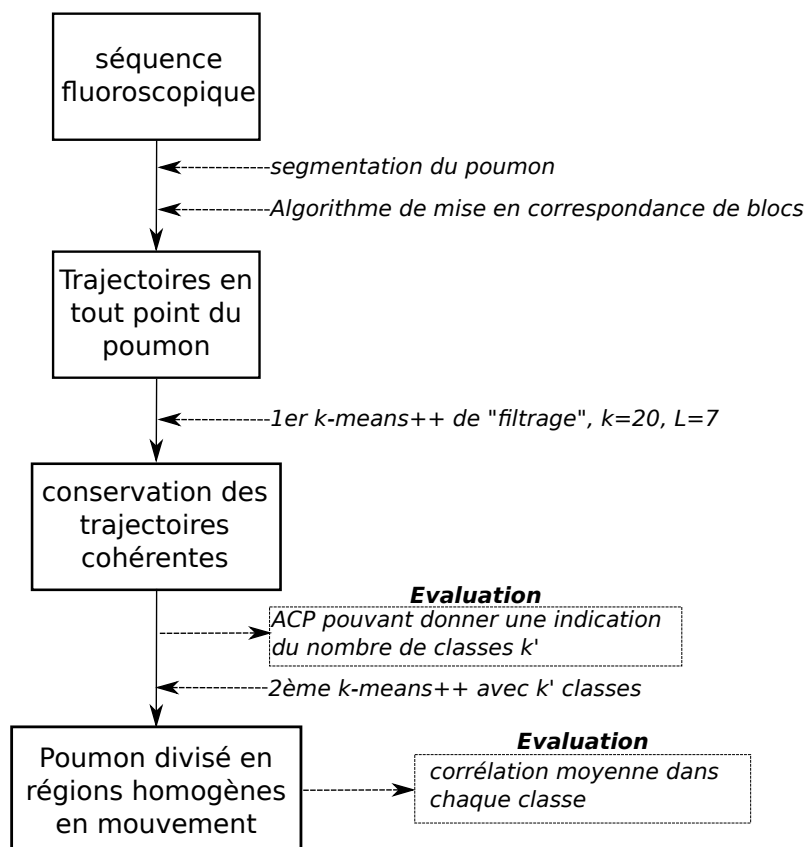 séquence
fluoroscopique
segmentation du poumon
Algorithme de mise en correspondance de blocs
Trajectoires en
tout point du
poumon
1er k-means++ de "filtrage", k=20, L=7
conservation des
trajectoires
cohérentes
Evaluation
ACP pouvant donner une indication
du nombre de classes k'
2ème k-means++ avec k' classes
Poumon divisé en
régions homogènes
en mouvement
Evaluation
corrélation moyenne dans
chaque classe